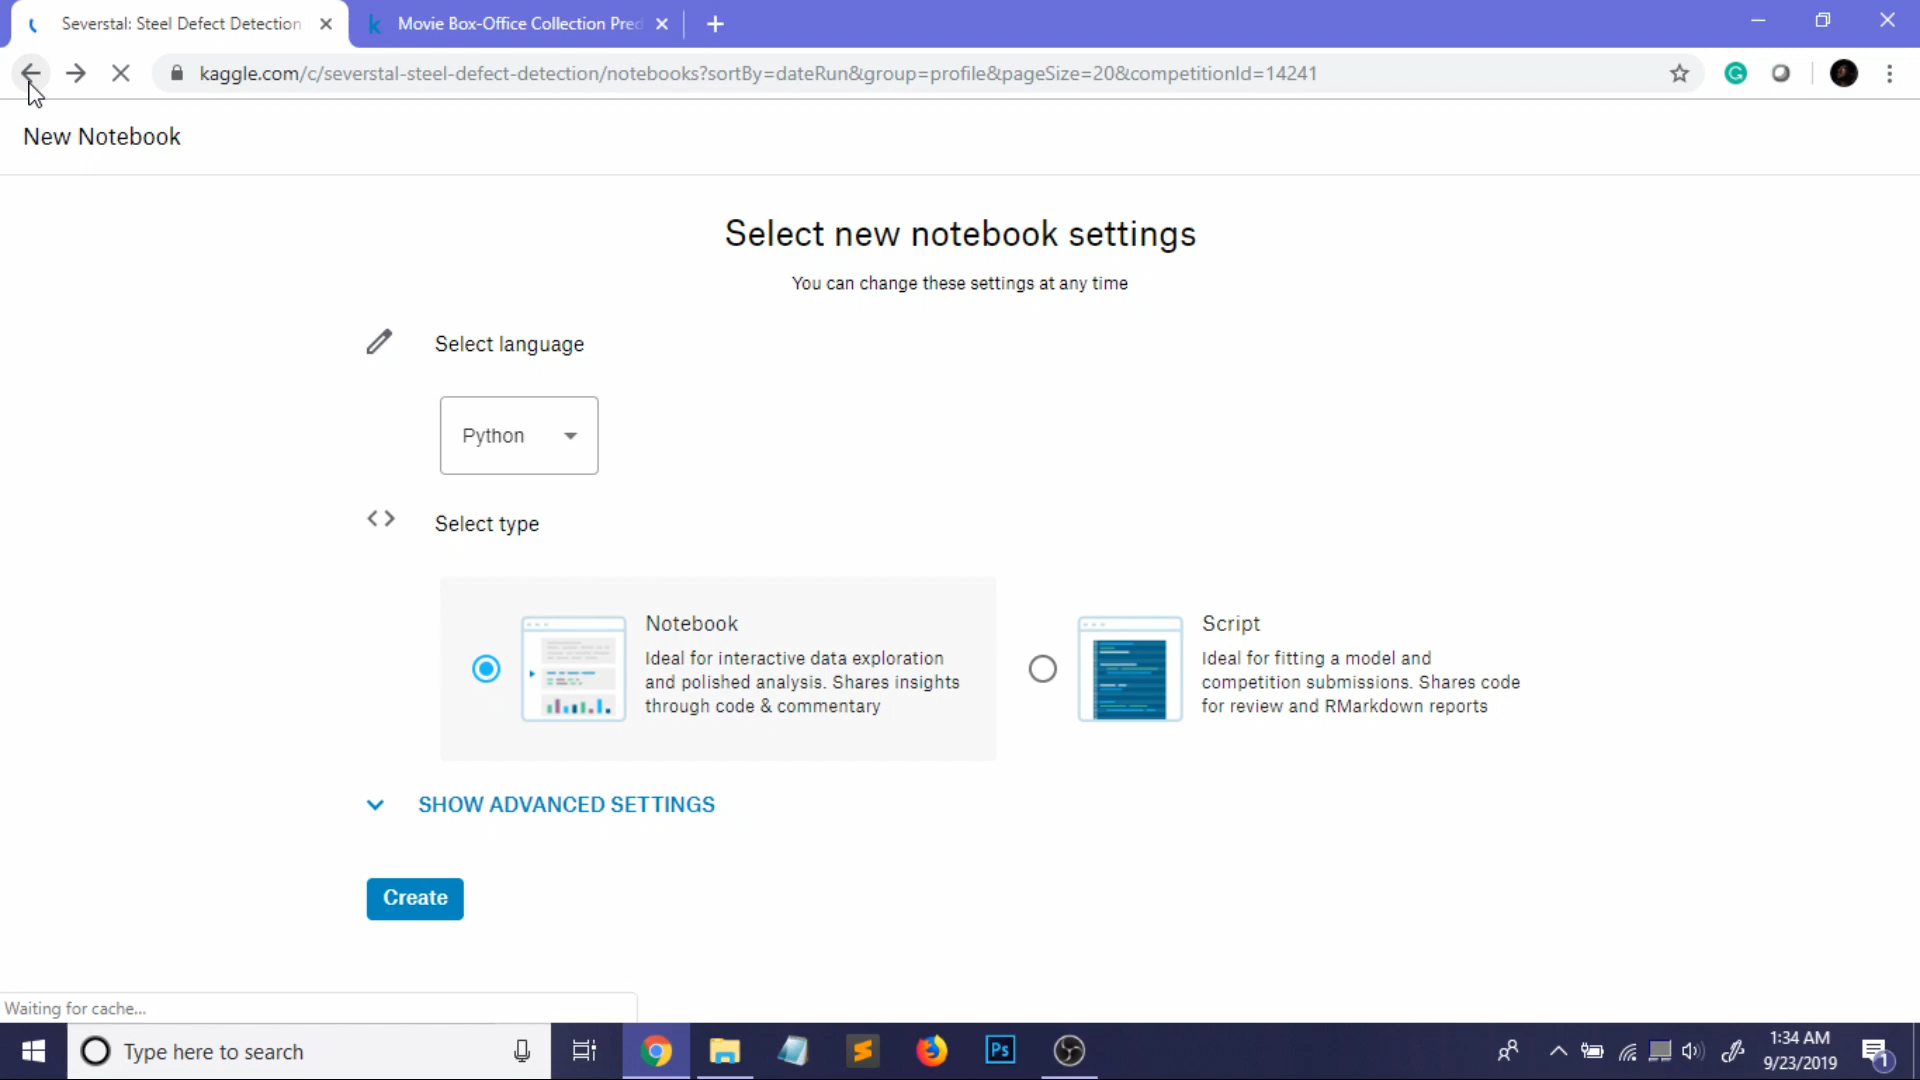 Severstal: Steel Defect Detection
Movie Box-Office Collection Pred
kaggle.com/c/severstal-steel-defect-detection/notebooks?sortBy=dateRun&group=profile&pageSize=20&competitionId=14241
New Notebook
Select new notebook settings
You can change these settings at any time
Select language
Python
Select type
Notebook
Ideal for interactive data exploration
and polished analysis. Shares insights
through code & commentary
Script
Ideal for fitting a model and
competition submissions. Shares code
for review and RMarkdown reports
SHOW ADVANCED SETTINGS
Create
Waiting for cache...
Type here to search
Ps
1:34 AM
9/23/2019
1